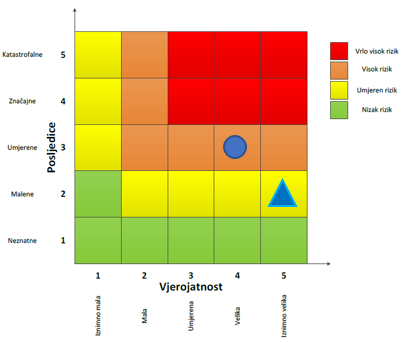 Katastrofalne 5
Značajne 4
Umjerene 3
Malene 2
Neznatne 1
Posljedice
1 2 3 4 5
Vjerojatnost
Iznimno mala
Mala
Umjerena
Velika
Iznimno velika
Vrlo visok rizik
Visok rizik
Umjeren rizik
Nizak rizik